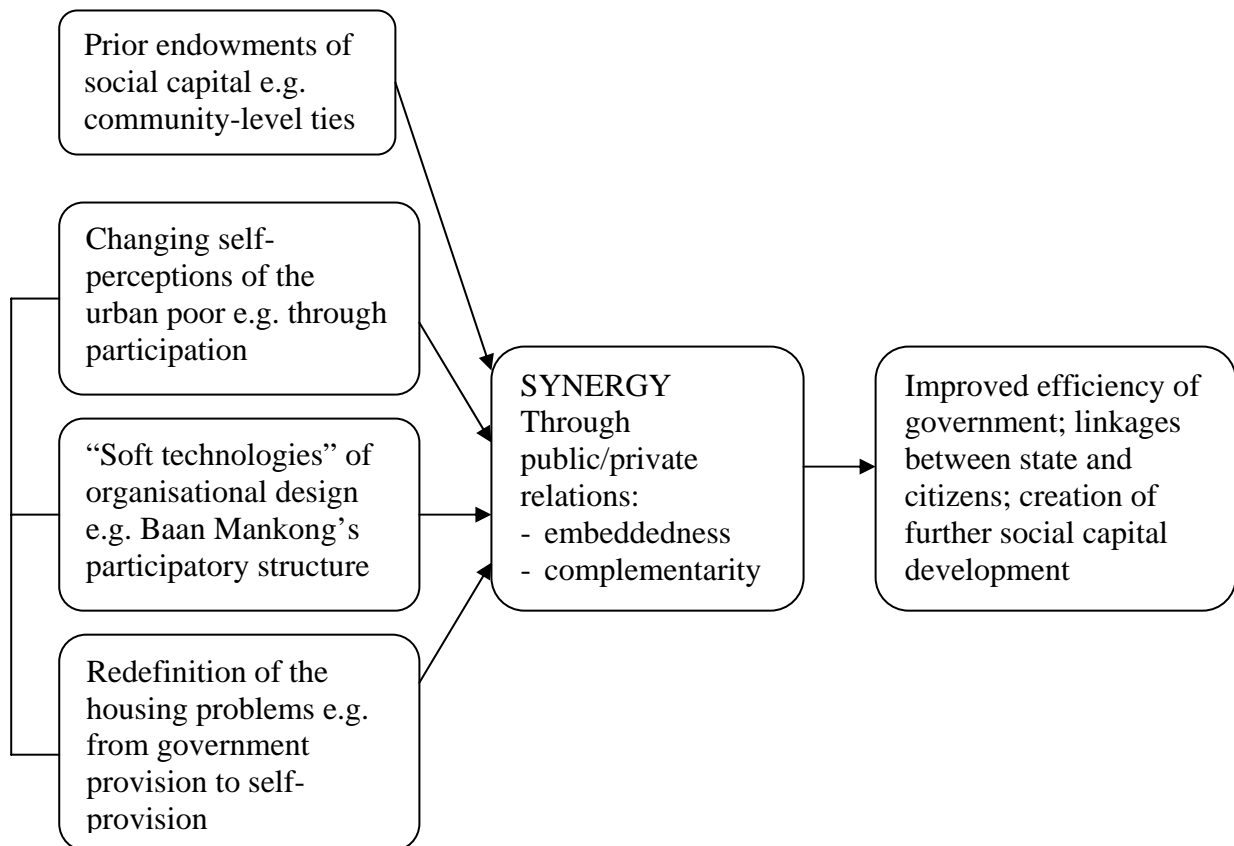 Prior endowments of
social capital e.g.
community-level ties
Changing self-
perceptions of the
urban poor e.g. through
participation
“Soft technologies” of
organisational design
e.g. Baan Mankong’s
participatory structure
Redefinition of the
housing problems e.g.
from government
provision to self-
provision
SYNERGY
Through
public/private
relations:
- embeddedness
- complementarity
Improved efficiency of
government; linkages
between state and
citizens; creation of
further social capital
development